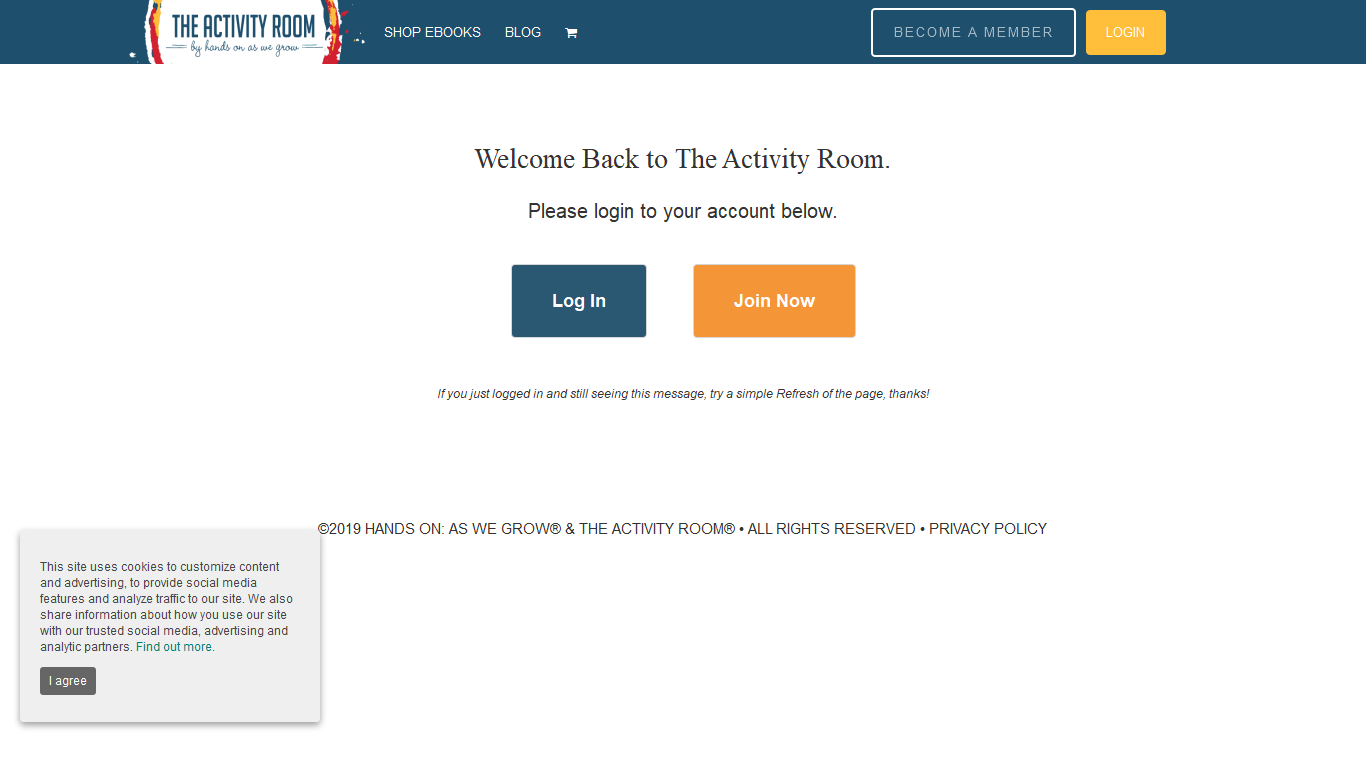 THE ACTIVITY ROOM
by hands on as we grow
SHOP EBOOKS
BLOG
BECOME A MEMBER
LOGIN
Welcome Back to The Activity Room.
Please login to your account below.
Log In
Join Now
If you just logged in and still seeing this message, try a simple Refresh of the page, thanks!
©2019 HANDS ON: AS WE GROW® & THE ACTIVITY ROOM® • ALL RIGHTS RESERVED • PRIVACY POLICY
This site uses cookies to customize content
and advertising, to provide social media
features and analyze traffic to our site. We also
share information about how you use our site
with our trusted social media, advertising and
analytic partners. Find out more.
I agree